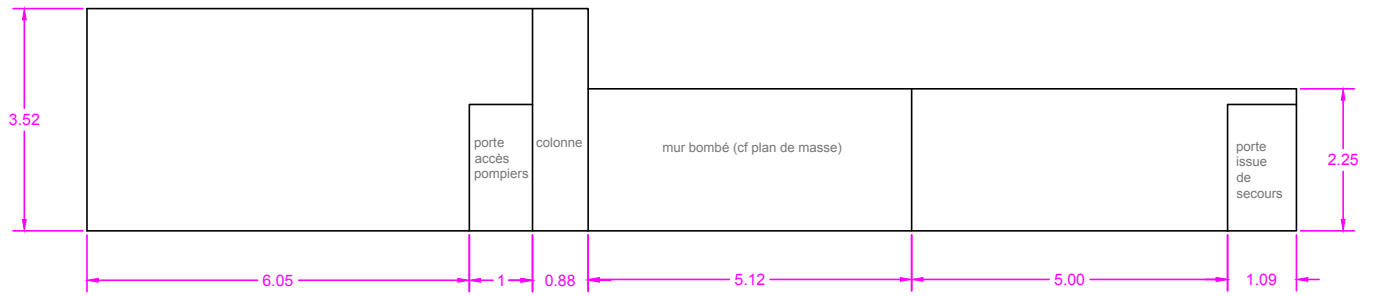 3.52
porte
accès
pompiers
colonne
mur bombé (cf plan de masse)
porte
issue
de
secours
2.25
6.05
1
0.88
5.12
5.00
1.09